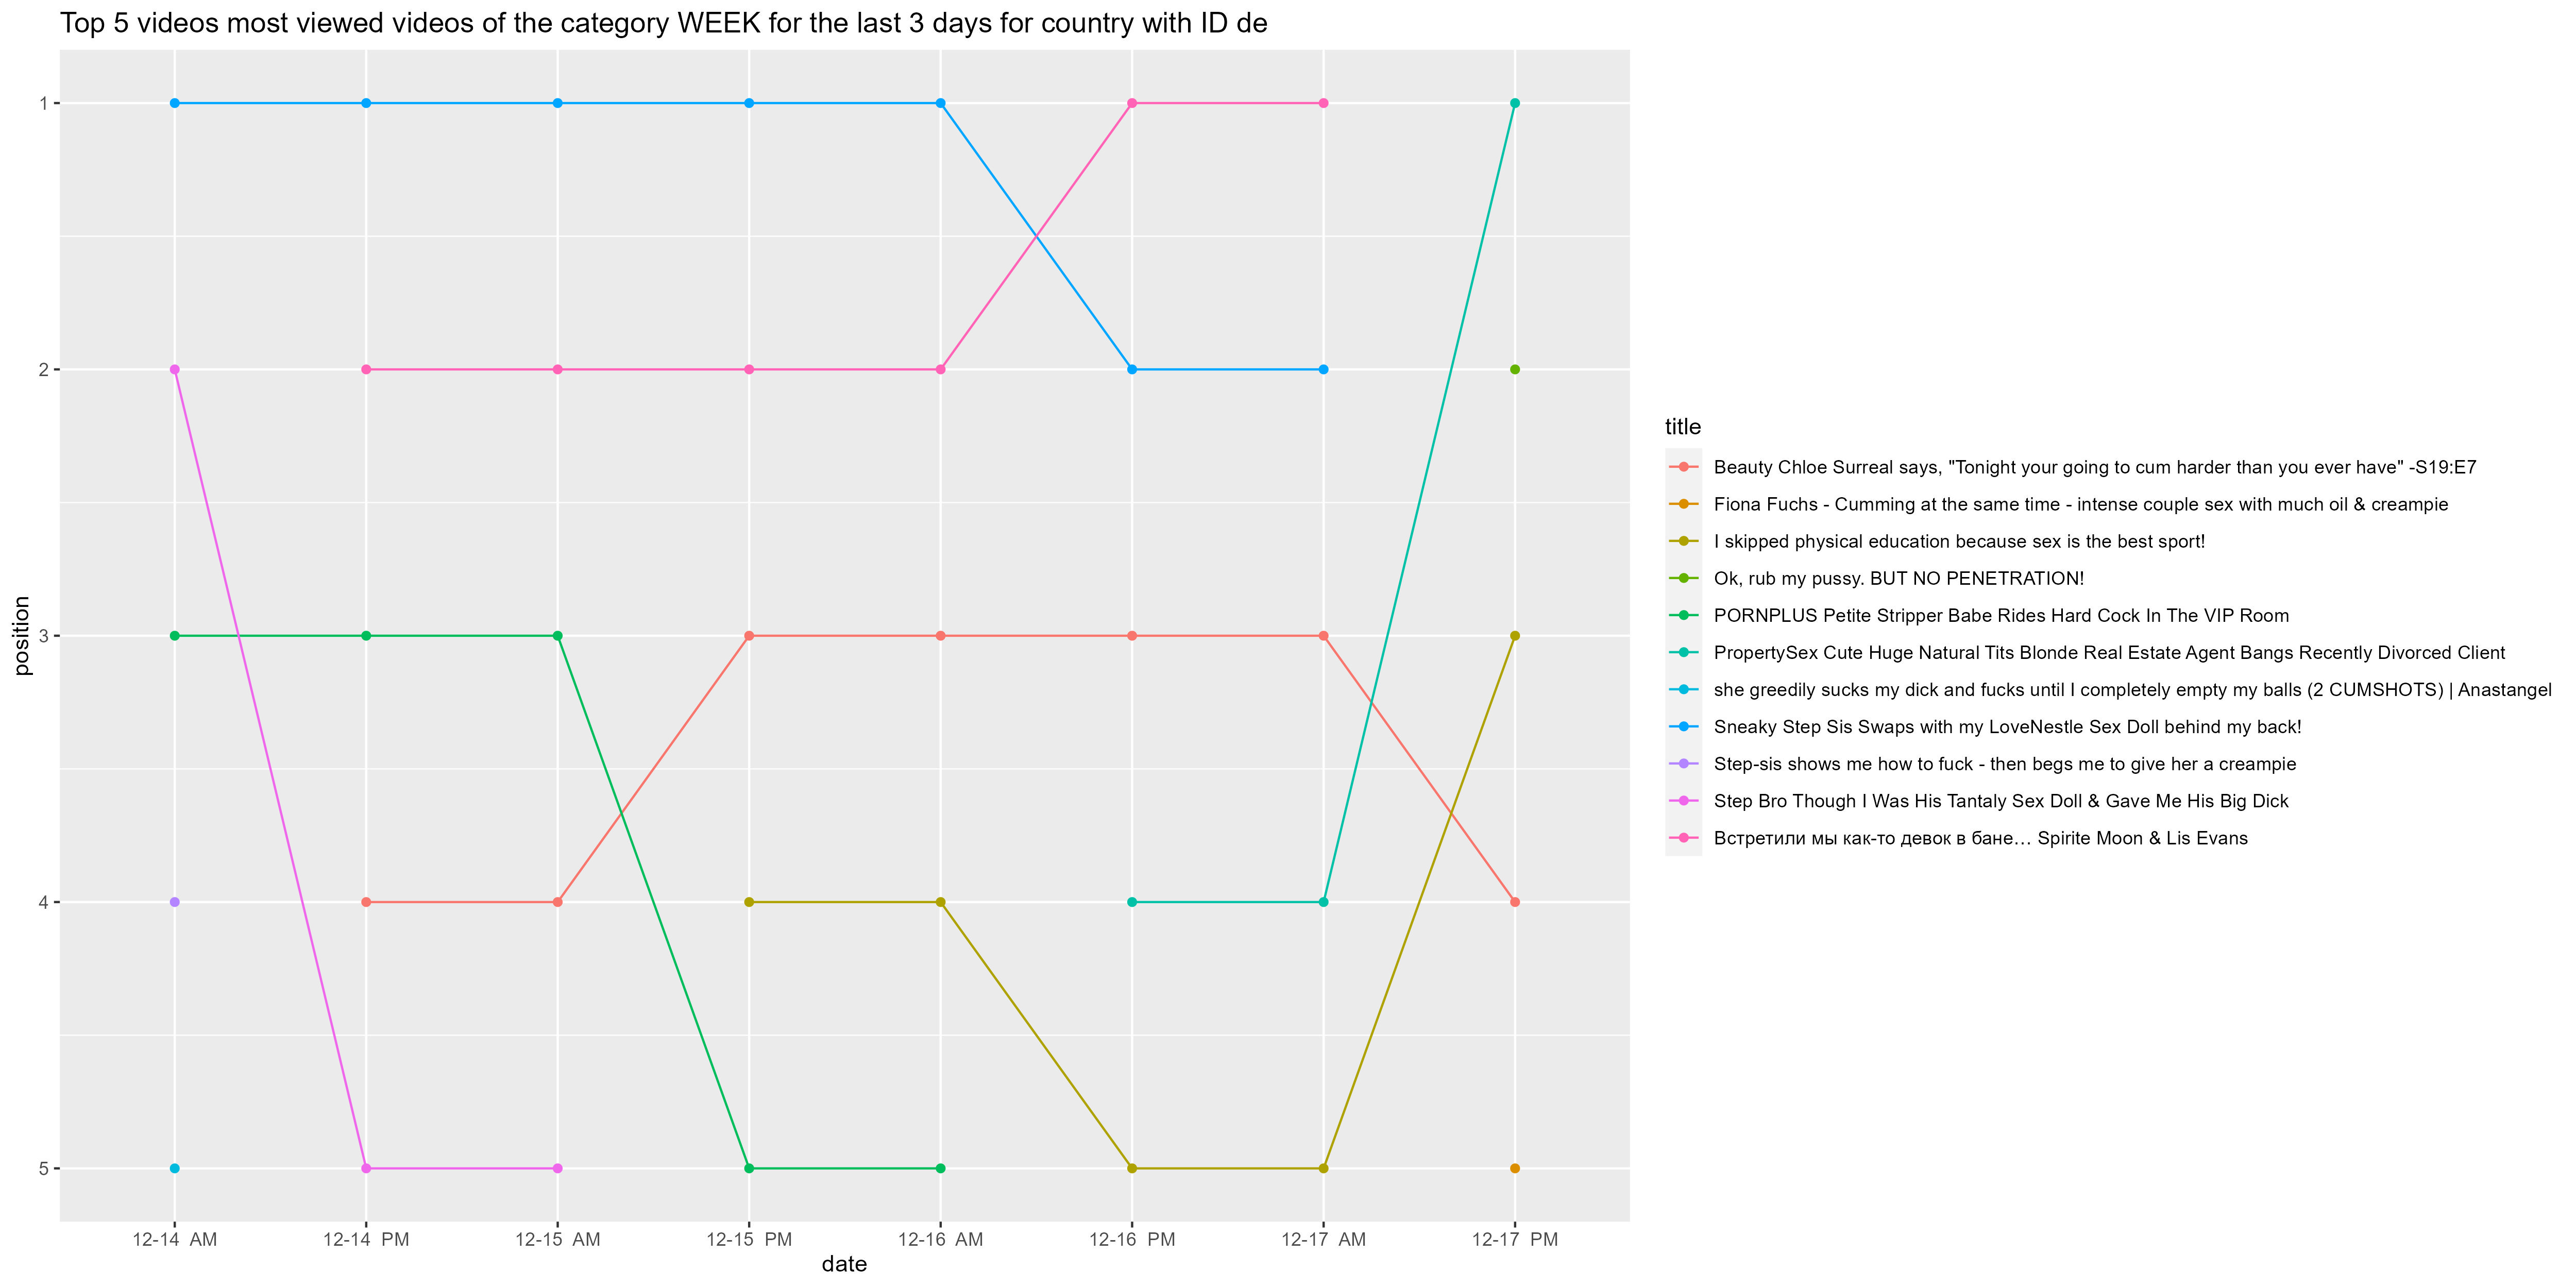 Top 5 videos most viewed videos of the category WEEK for the last 3 days for country with ID de
position
1
2
3
4
5
12-14 AM
12-14 PM
12-15 AM
12-15 PM
12-16 AM
12-16 PM
12-17 AM
12-17 PM
date
title
Beauty Chloe Surreal says, "Tonight your going to cum harder than you ever have" -S19:E7
Fiona Fuchs - Cumming at the same time - intense couple sex with much oil & creampie
I skipped physical education because sex is the best sport!
Ok, rub my pussy. BUT NO PENETRATION!
PORNPLUS Petite Stripper Babe Rides Hard Cock In The VIP Room
PropertySex Cute Huge Natural Tits Blonde Real Estate Agent Bangs Recently Divorced Client
she greedily sucks my dick and fucks until I completely empty my balls (2 CUMSHOTS) | Anastangel
Sneaky Step Sis Swaps with my LoveNestle Sex Doll behind my back!
Step-sis shows me how to fuck - then begs me to give her a creampie
Step Bro Though I Was His Tantaly Sex Doll & Gave Me His Big Dick
Встретили мы как-то девок в бане… Spirite Moon & Lis Evans